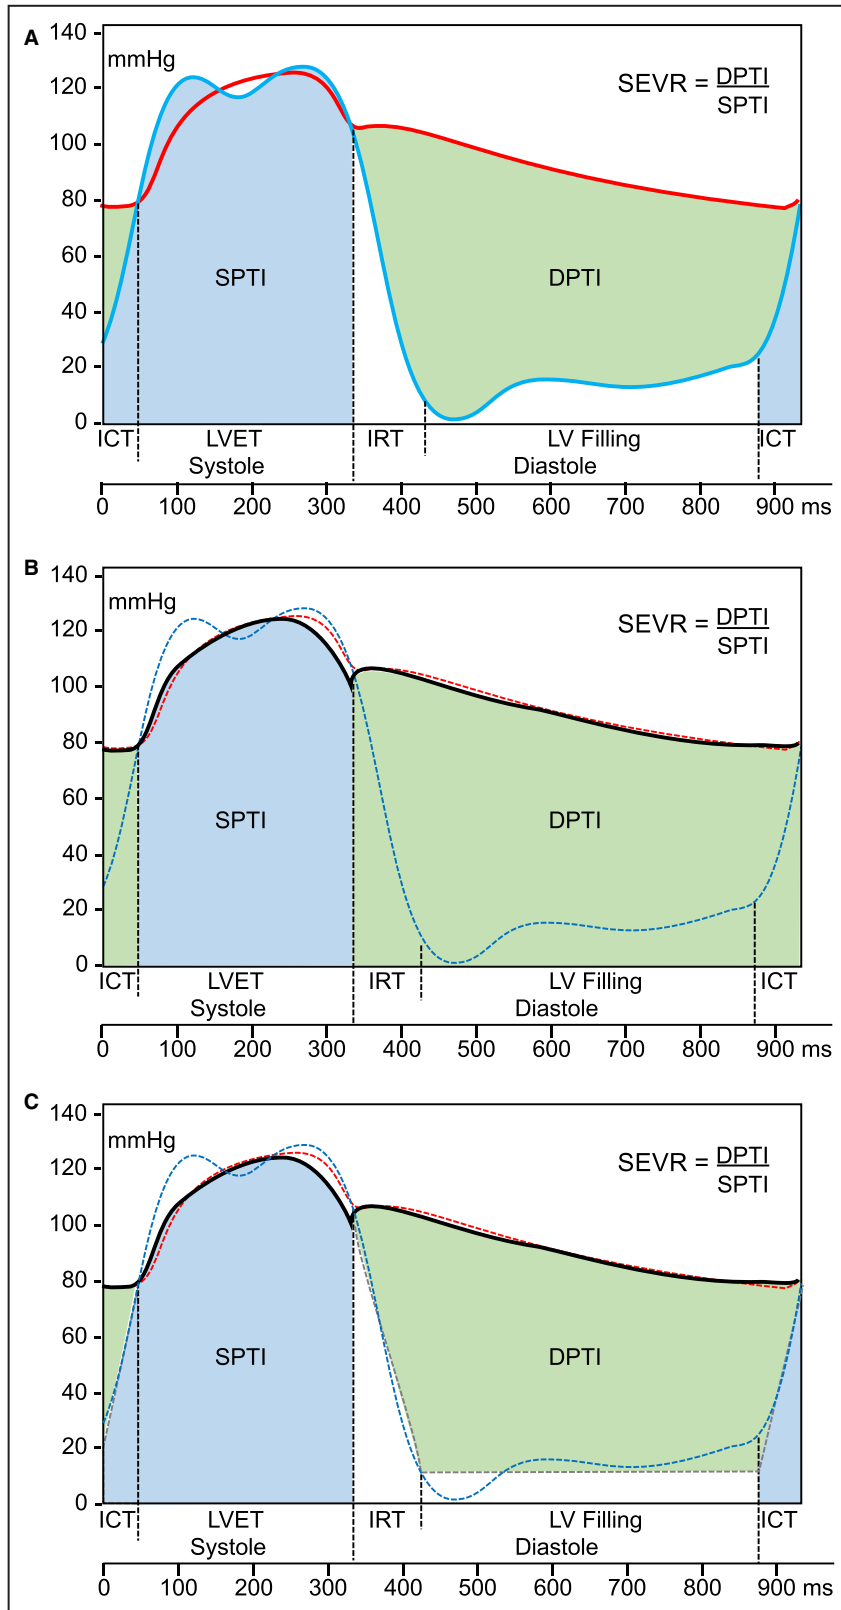 A
140
mmHg
120
SEVR = DPTI
SPTI
100
80
60
SPTI
DPTI
40
20
0
ICT
LVET
IRT
LV Filling
ICT
Systole
Diastole
0 100 200 300 400 500 600 700 800 900 ms
B
140
mmHg
120
SEVR = DPTI
SPTI
100
80
60
SPTI
DPTI
40
20
0
ICT
LVET
IRT
LV Filling
ICT
Systole
Diastole
0 100 200 300 400 500 600 700 800 900 ms
C
140
mmHg
120
SEVR = DPTI
SPTI
100
80
60
SPTI
DPTI
40
20
0
ICT
LVET
IRT
LV Filling
ICT
Systole
Diastole
0 100 200 300 400 500 600 700 800 900 ms